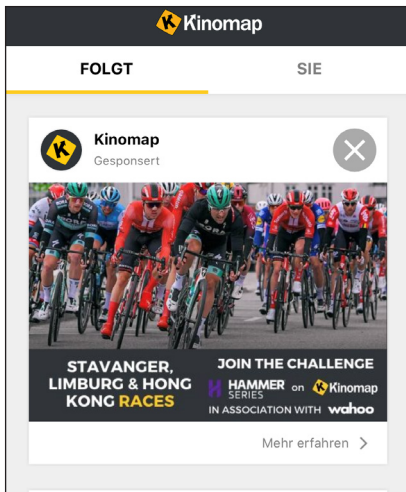 Kinomap
FOLGT SIE
Kinomap
Gesponsert
BORA
STAVANGER,
LIMBURG & HONG
KONG RACES
JOIN THE CHALLENGE
HAMMER SERIES on Kinomap
IN ASSOCIATION WITH wahoo
Mehr erfahren